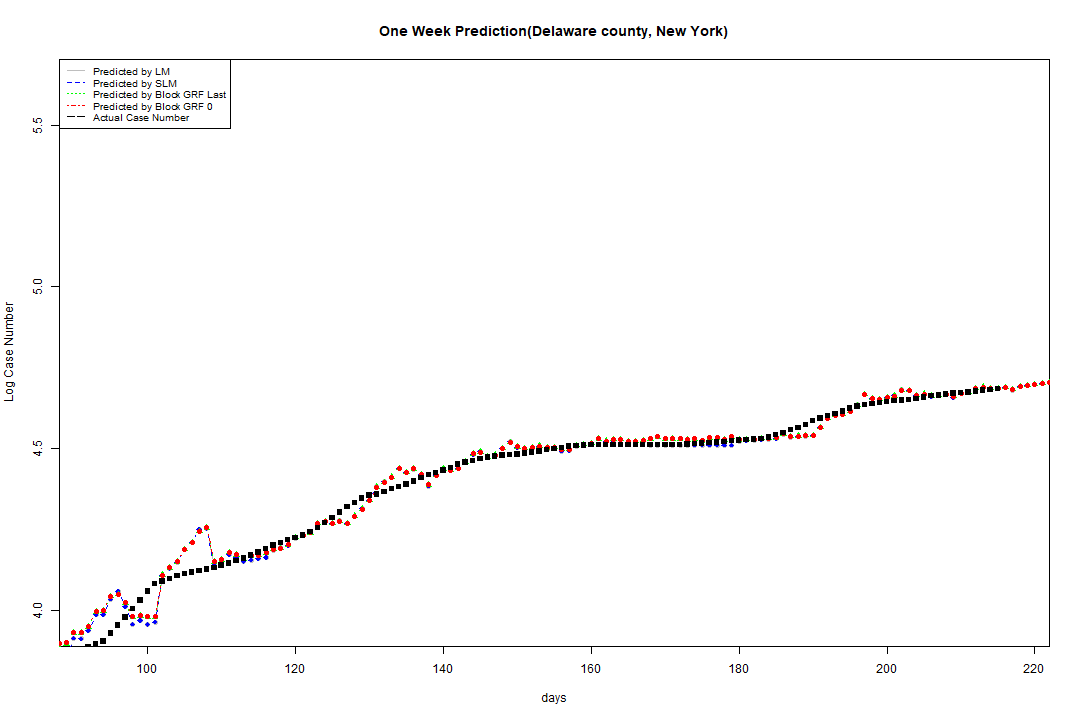 One Week Prediction(Delaware county, New York)
Predicted by LM
Predicted by SLM
Predicted by Block GRF Last
Predicted by Block GRF 0
Actual Case Number
5.5
5.0
4.5
4.0
Log Case Number
100 120 140 160 180 200 220
days